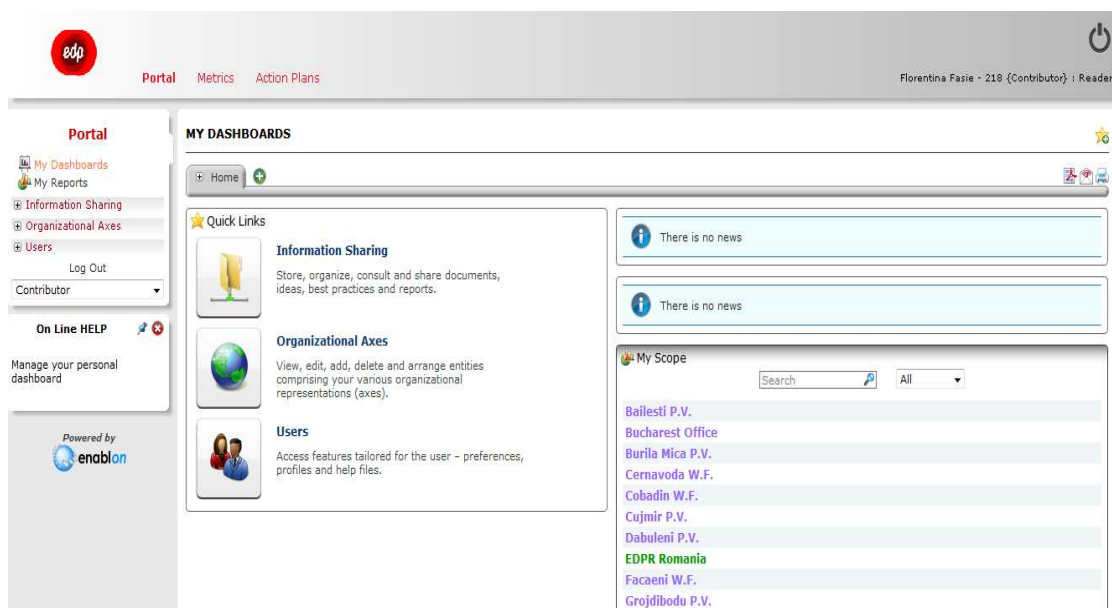 edp
Portal Metrics Action Plans
Florentina Fasie - 218 {Contributor} : Reader
Portal
My Dashboards
My Reports
Information Sharing
Organizational Axes
Users
Log Out
Contributor
On Line HELP
Manage your personal
dashboard
Powered by
enablon
MY DASHBOARDS
Home
Quick Links
Information Sharing
Store, organize, consult and share documents,
ideas, best practices and reports.
Organizational Axes
View, edit, add, delete and arrange entities
comprising your various organizational
representations (axes).
Users
Access features tailored for the user – preferences,
profiles and help files.
There is no news
There is no news
My Scope
Search All
Bailesti P.V.
Bucharest Office
Burila Mica P.V.
Cernavoda W.F.
Cobadin W.F.
Cujmir P.V.
Dabuleni P.V.
EDPR Romania
Facaeni W.F.
Grojdibodu P.V.